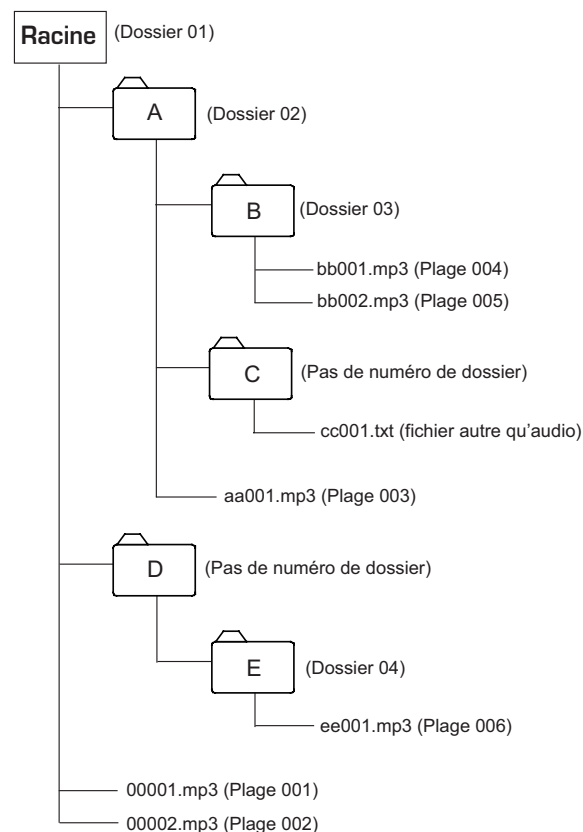 Racine (Dossier 01)
A (Dossier 02)
B (Dossier 03)
bb001.mp3 (Plage 004)
bb002.mp3 (Plage 005)
C (Pas de numéro de dossier)
cc001.txt (fichier autre qu'audio)
aa001.mp3 (Plage 003)
D (Pas de numéro de dossier)
E (Dossier 04)
ee001.mp3 (Plage 006)
00001.mp3 (Plage 001)
00002.mp3 (Plage 002)